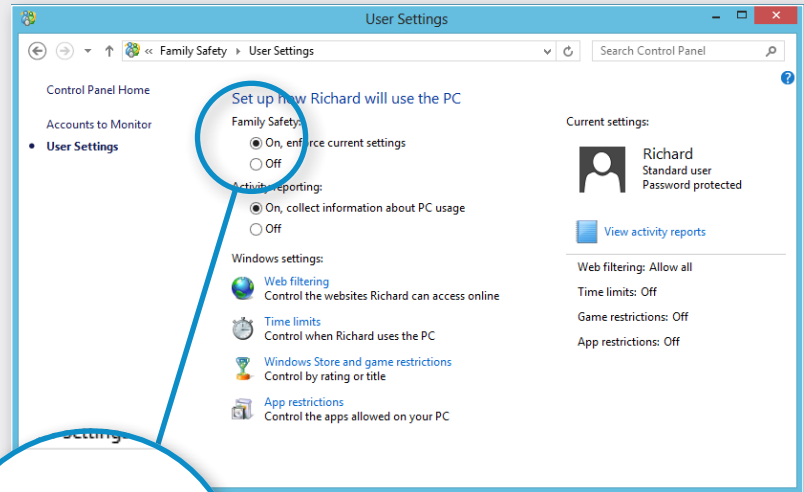 User Settings
« Family Safety › User Settings
Search Control Panel
Control Panel Home
Accounts to Monitor
User Settings
Set up how Richard will use the PC
Family Safety:
On, enforce current settings
Off
Activity reporting:
On, collect information about PC usage
Off
Windows settings:
Web filtering
Control the websites Richard can access online
Time limits
Control when Richard uses the PC
Windows Store and game restrictions
Control by rating or title
App restrictions
Control the apps allowed on your PC
Current settings:
Richard
Standard user
Password protected
View activity reports
Web filtering: Allow all
Time limits: Off
Game restrictions: Off
App restrictions: Off